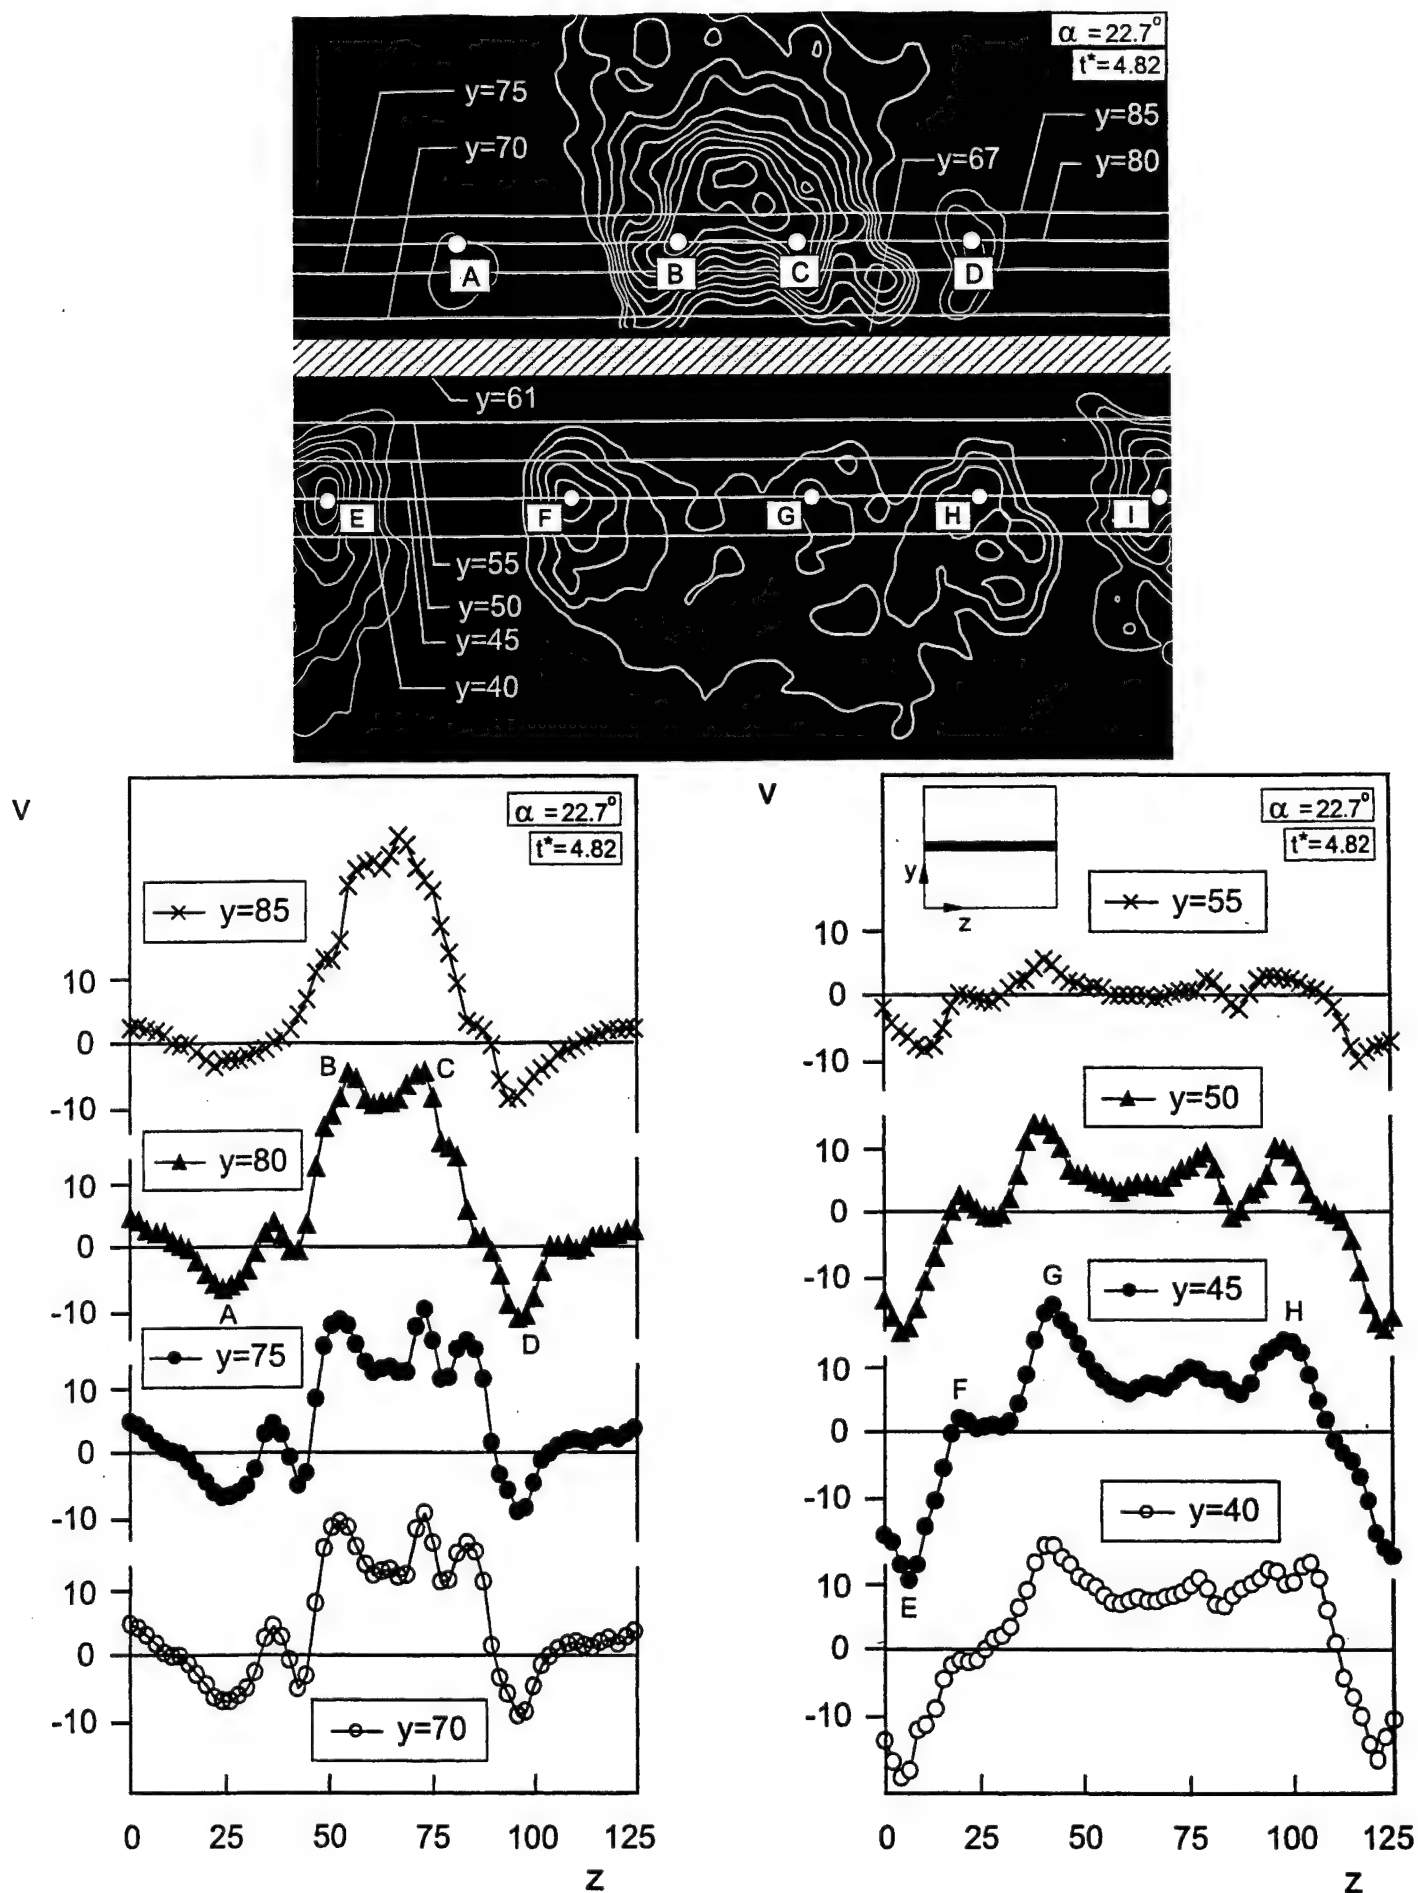 α = 22.7°
t* = 4.82
y=75
y=85
y=70
y=67
y=80
A
B
C
D
y=61
E
F
G
H
I
y=55
y=50
y=45
y=40
V
α = 22.7°
t* = 4.82
y=85
10
0
-10
B
C
y=80
10
0
-10
A
D
y=75
10
0
-10
10
0
-10
y=70
0
25
50
75
100
125
Z
V
α = 22.7°
t* = 4.82
y
z
y=55
10
0
-10
y=50
10
0
-10
G
y=45
H
10
F
0
-10
y=40
10
E
0
-10
0
25
50
75
100
125
Z